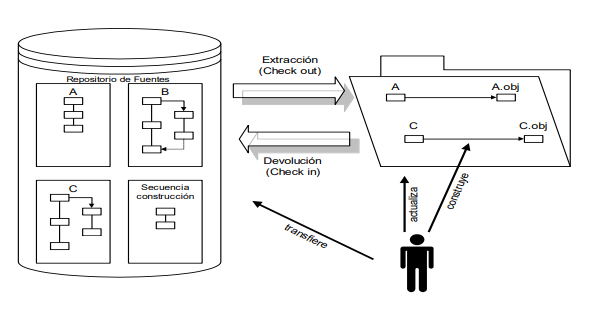 Repositorio de Fuentes
A
B
C
Secuencia
construcción
Extracción
(Check out)
Devolución
(Check in)
A
A.obj
C
C.obj
actualiza
construye
transfiere